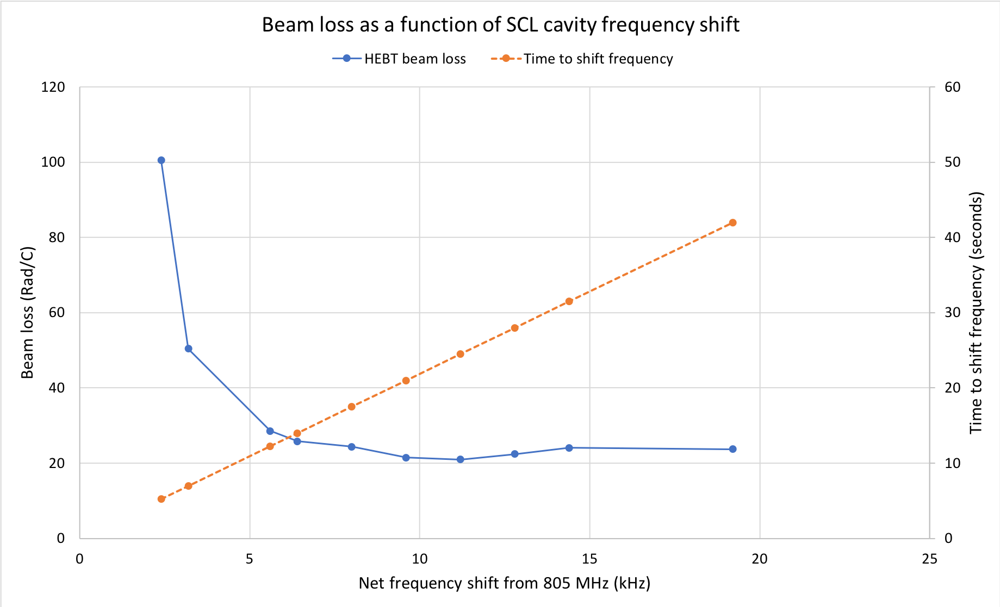 Beam loss as a function of SCL cavity frequency shift
HEBT beam loss
Time to shift frequency
120
100
80
60
40
20
0
Beam loss (Rad/C)
60
50
40
30
20
10
0
Time to shift frequency (seconds)
0 5 10 15 20 25
Net frequency shift from 805 MHz (kHz)